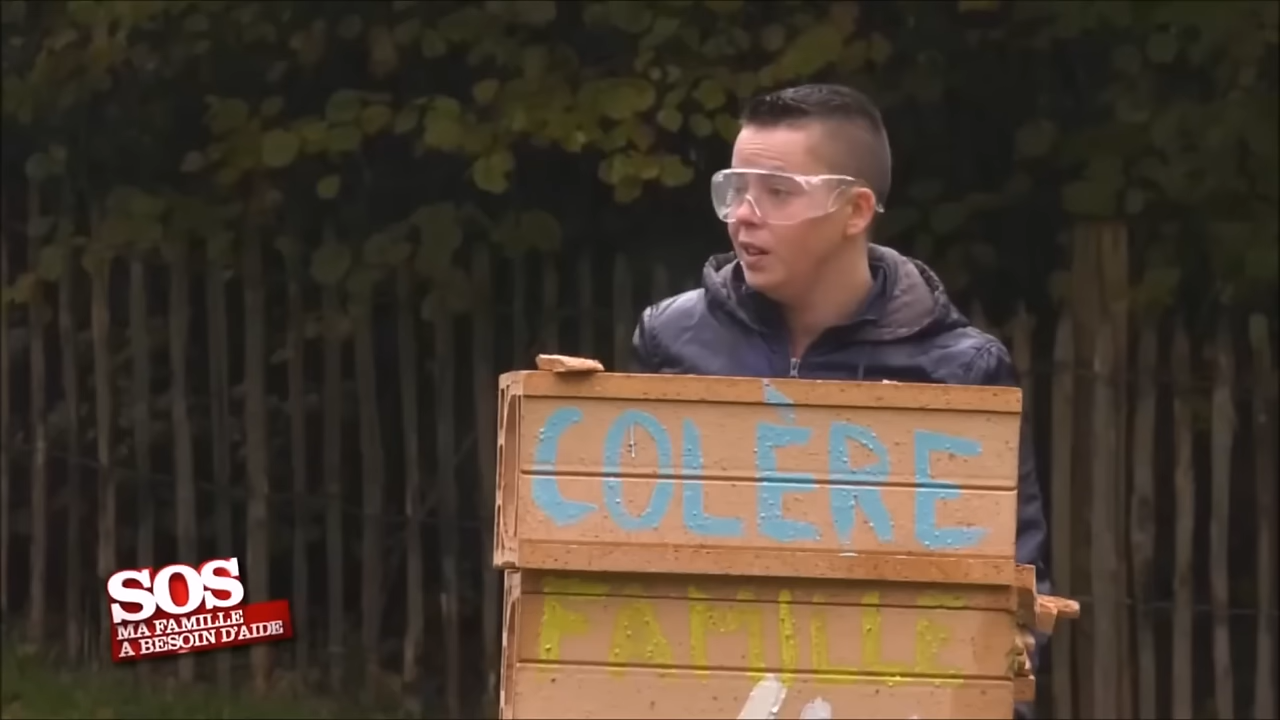 COLÈRE
FAMILLE
SOS
MA FAMILLE
A BESOIN D'AIDE